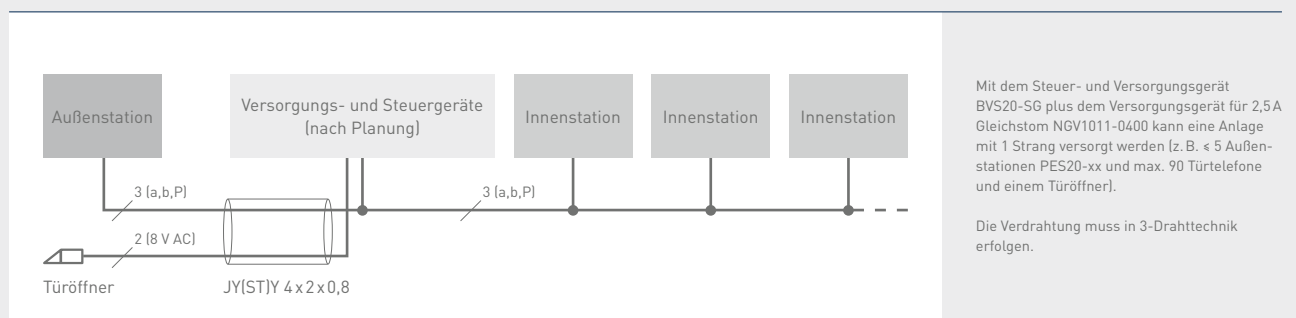 Außenstation
Versorgungs- und Steuergeräte
(nach Planung)
Innenstation
Innenstation
Innenstation
3 (a,b,P)
3 (a,b,P)
2 (8 V AC)
Türöffner
JY(ST)Y 4x2x0,8
Mit dem Steuer- und Versorgungsgerät
BVS20-SG plus dem Versorgungsgerät für 2,5 A
Gleichstom NGV1011-0400 kann eine Anlage
mit 1 Strang versorgt werden (z. B. ≤ 5 Außen-
stationen PES20-xx und max. 90 Türtelefone
und einem Türöffner).
Die Verdrahtung muss in 3-Drahttechnik
erfolgen.